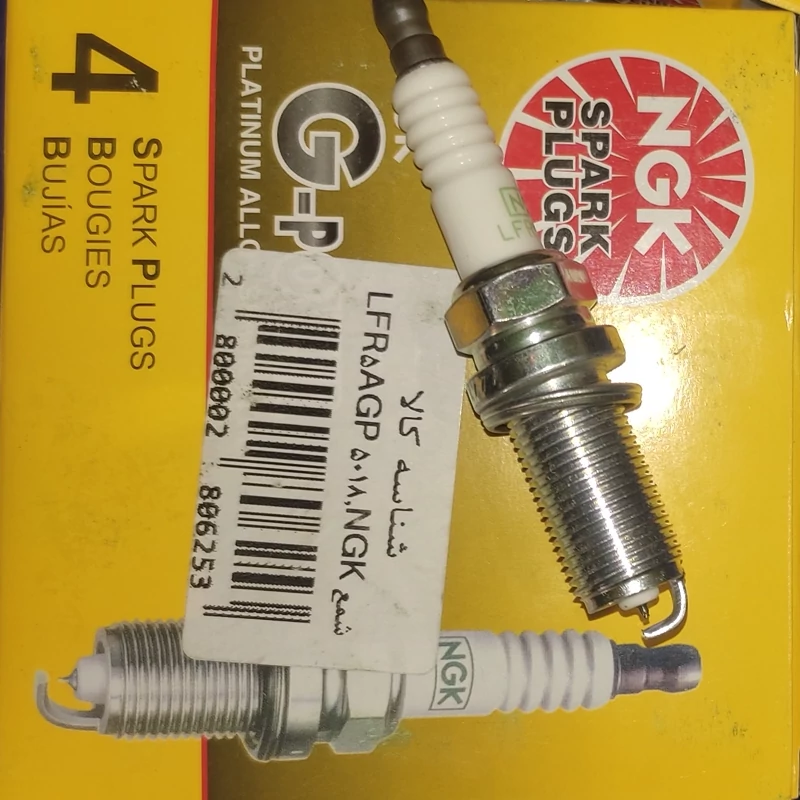 4
SPARK PLUGS
BOUGIES
BUJÍAS
G-P
PLATINUM ALLO
NGK
SPARK
PLUGS
شناسه کالا
شمع LFR۵AGP ۵۰۱۸,NGK
2 800002 806253
NGK
LF